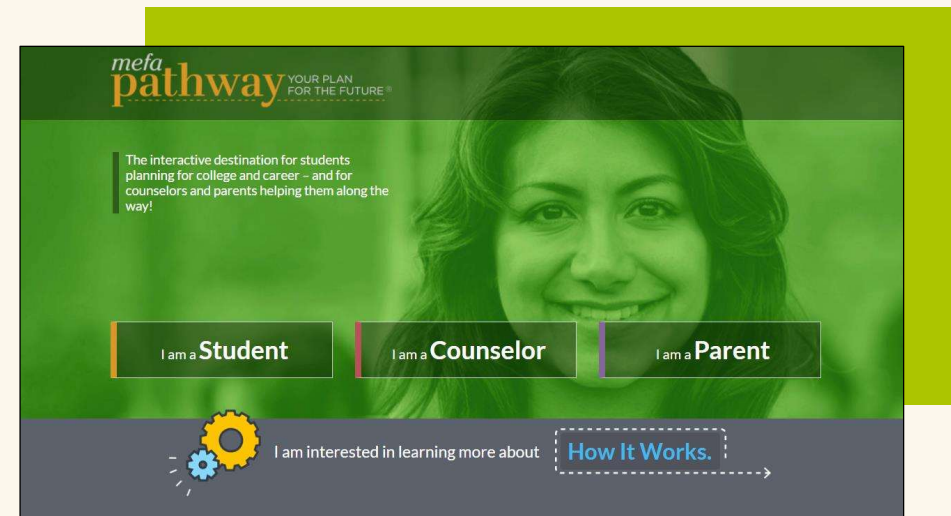 mefa
pathway YOUR PLAN
FOR THE FUTURE®
The interactive destination for students
planning for college and career – and for
counselors and parents helping them along the
way!
I am a Student
I am a Counselor
I am a Parent
I am interested in learning more about How It Works.